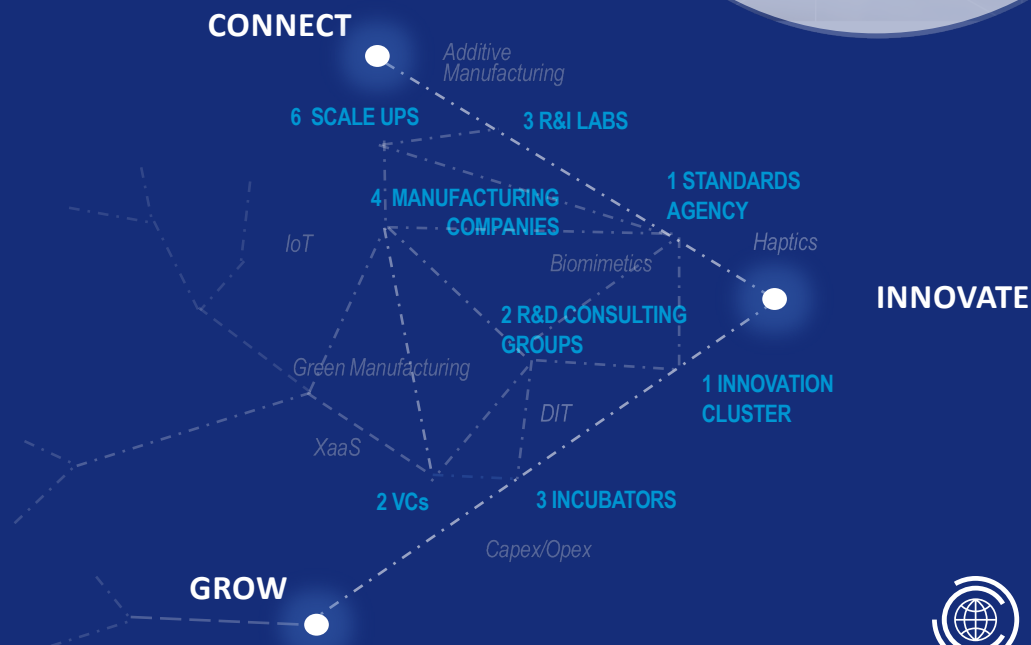 CONNECT
Additive
Manufacturing
6 SCALE UPS
3 R&I LABS
1 STANDARDS
AGENCY
4 MANUFACTURING
COMPANIES
IoT
Haptics
Biomimetics
INNOVATE
2 R&D CONSULTING
GROUPS
Green Manufacturing
1 INNOVATION
CLUSTER
DIT
XaaS
2 VCs
3 INCUBATORS
Capex/Opex
GROW